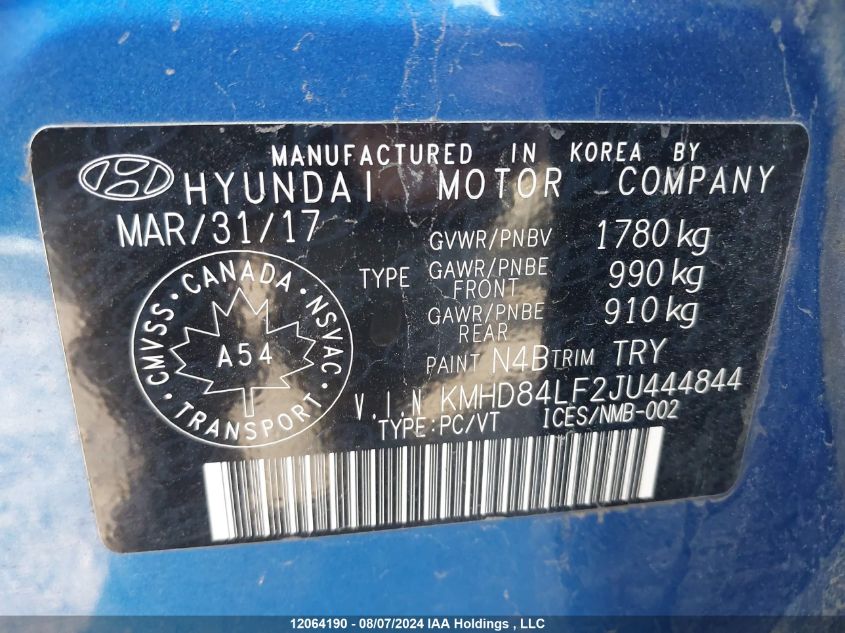 MANUFACTURED IN KOREA BY
HYUNDAI MOTOR COMPANY
MAR/31/17
GVWR/PNBV 1780 kg
TYPE GAWR/PNBE FRONT 990 kg
GAWR/PNBE REAR 910 kg
CMVSS • CANADA • NSVAC • TRANSPORT •
A54
PAINT N4B TRIM TRY
V.I.N KMHD84LF2JU444844
TYPE:PC/VT ICES/NMB-002
12064190 - 08/07/2024 IAA Holdings , LLC